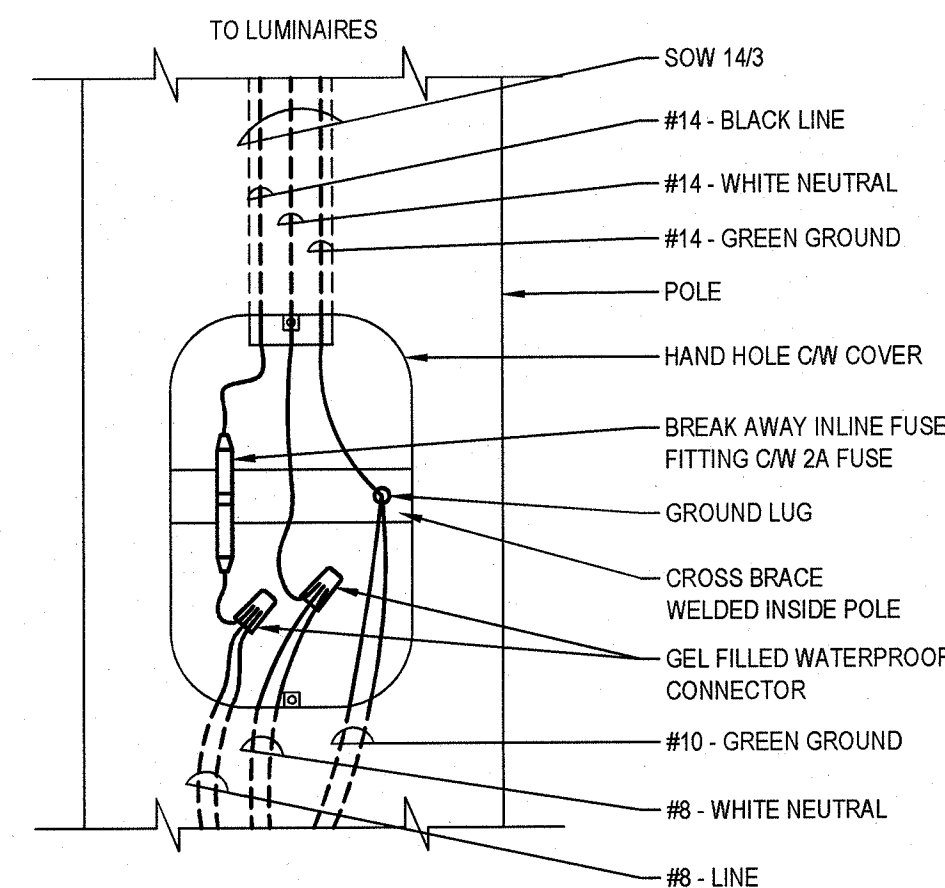 TO LUMINAIRES
SOW 14/3
#14 - BLACK LINE
#14 - WHITE NEUTRAL
#14 - GREEN GROUND
POLE
HAND HOLE C/W COVER
BREAK AWAY INLINE FUSE
FITTING C/W 2A FUSE
GROUND LUG
CROSS BRACE
WELDED INSIDE POLE
GEL FILLED WATERPROOF
CONNECTOR
#10 - GREEN GROUND
#8 - WHITE NEUTRAL
#8 - LINE